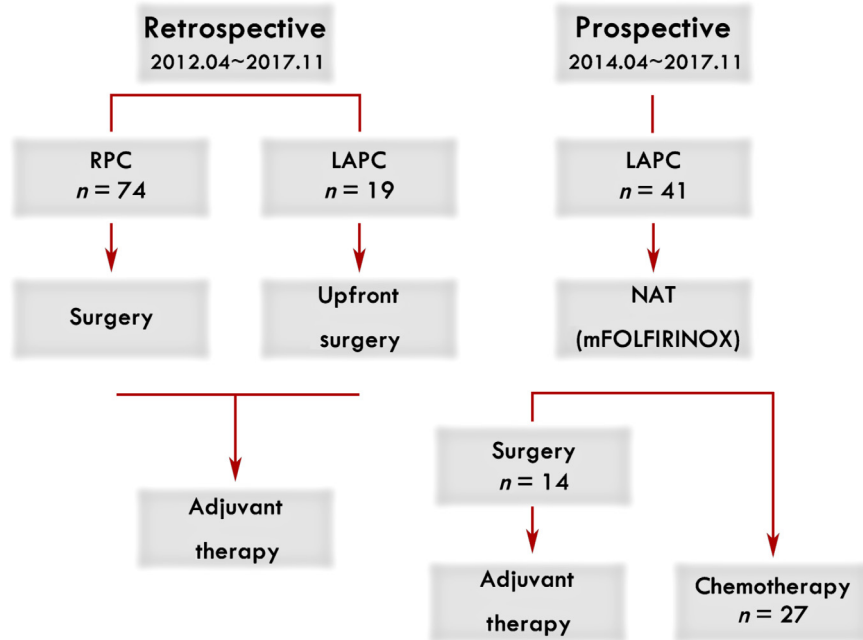 Retrospective
2012.04~2017.11
Prospective
2014.04~2017.11
RPC
n = 74
LAPC
n = 19
LAPC
n = 41
Surgery
Upfront
surgery
NAT
(mFOLFIRINOX)
Adjuvant
therapy
Surgery
n = 14
Adjuvant
therapy
Chemotherapy
n = 27